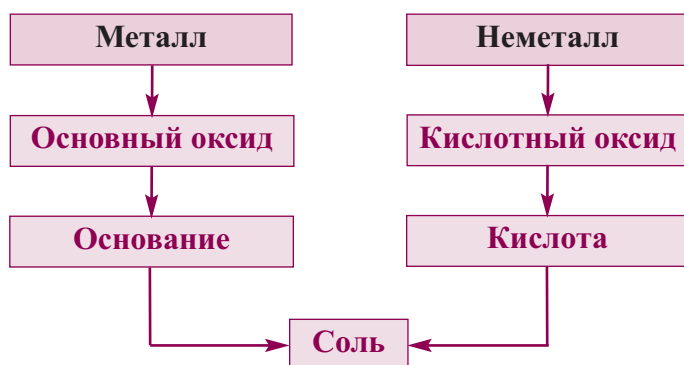 Металл
Неметалл
Основный оксид
Кислотный оксид
Основание
Кислота
Соль